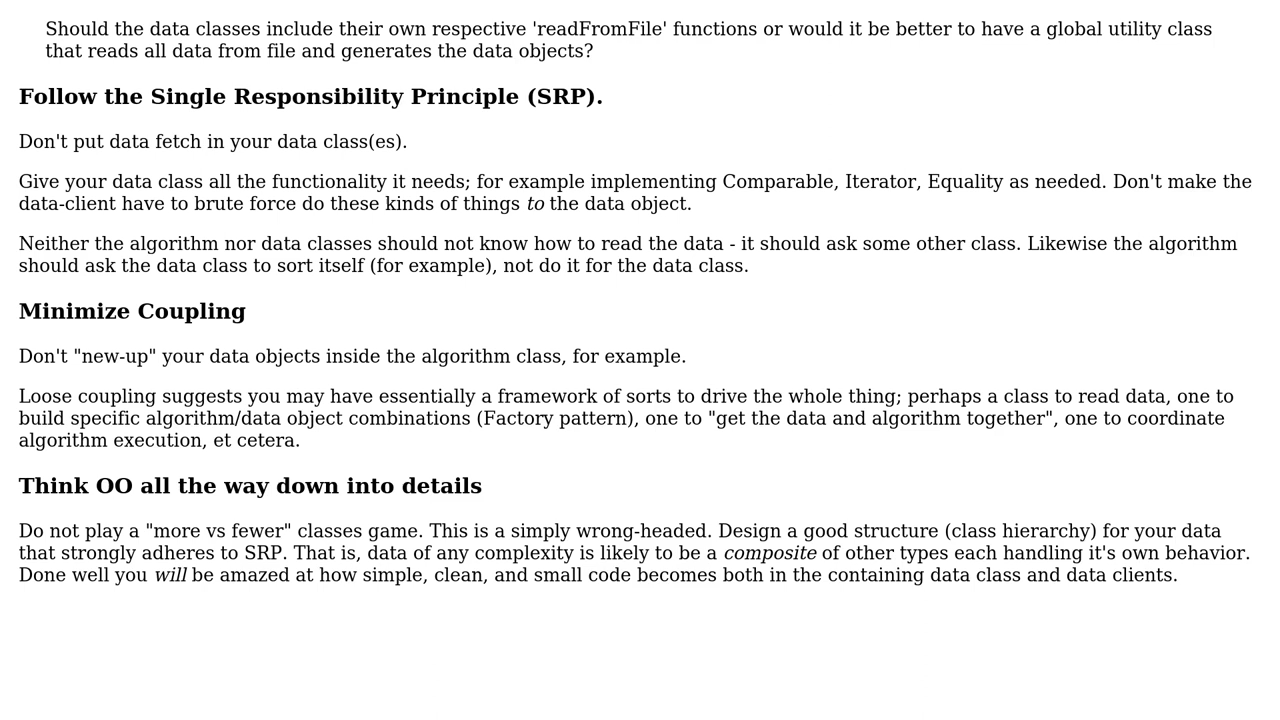 Should the data classes include their own respective 'readFromFile' functions or would it be better to have a global utility class
that reads all data from file and generates the data objects?
Follow the Single Responsibility Principle (SRP).
Don't put data fetch in your data class(es).
Give your data class all the functionality it needs; for example implementing Comparable, Iterator, Equality as needed. Don't make the
data-client have to brute force do these kinds of things to the data object.
Neither the algorithm nor data classes should not know how to read the data - it should ask some other class. Likewise the algorithm
should ask the data class to sort itself (for example), not do it for the data class.
Minimize Coupling
Don't "new-up" your data objects inside the algorithm class, for example.
Loose coupling suggests you may have essentially a framework of sorts to drive the whole thing; perhaps a class to read data, one to
build specific algorithm/data object combinations (Factory pattern), one to "get the data and algorithm together", one to coordinate
algorithm execution, et cetera.
Think OO all the way down into details
Do not play a "more vs fewer" classes game. This is a simply wrong-headed. Design a good structure (class hierarchy) for your data
that strongly adheres to SRP. That is, data of any complexity is likely to be a composite of other types each handling it's own behavior.
Done well you will be amazed at how simple, clean, and small code becomes both in the containing data class and data clients.